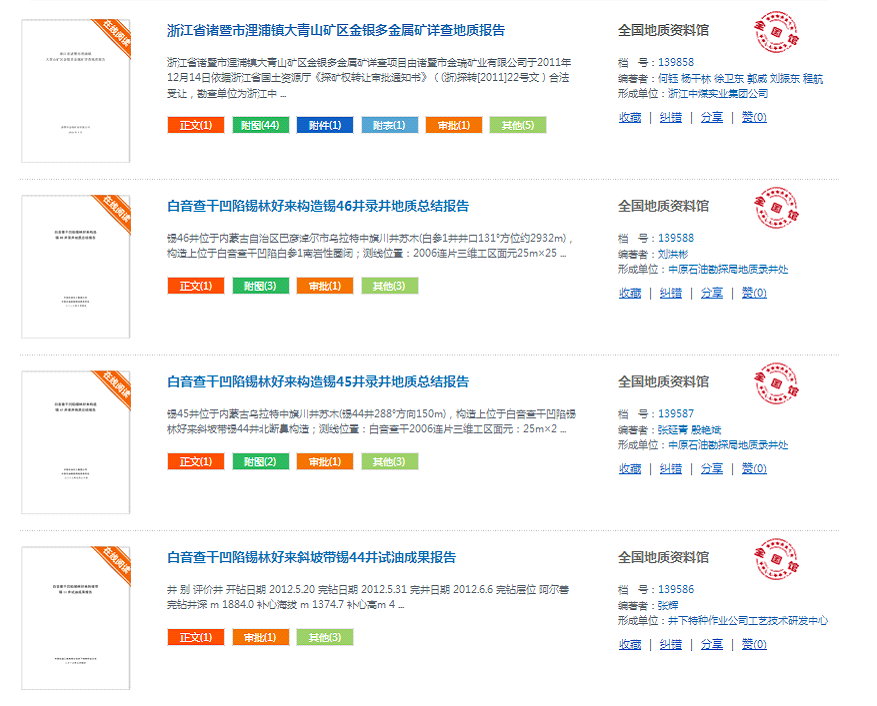 在线阅读
浙江省诸暨市浬浦镇大青山矿区金银多金属矿详查地质报告
浙江省诸暨市浬浦镇大青山矿区金银多金属矿详查项目由诸暨市金瑞矿业有限公司于2011年
12月14日依据浙江省国土资源厅《探矿权转让审批通知书》（(浙)探转[2011]22号文）合法
受让，勘查单位为浙江中 ...
正文(1) 附图(44) 附件(1) 附表(1) 审批(1) 其他(5)
全国地质资料馆
全国馆
档 号：139858
编著者：何钰 杨干林 徐卫东 郭威 刘振东 程航
形成单位：浙江中煤实业集团公司
收藏 | 纠错 | 分享 | 赞(0)
在线阅读
白音查干凹陷锡林好来构造锡46井录井地质总结报告
锡46井位于内蒙古自治区巴彦淖尔市乌拉特中旗川井苏木(白参1井井口131°方位约2932m)，
构造上位于白音查干凹陷白参1南岩性圈闭；测线位置：2006连片三维工区面元25m×25 ...
正文(1) 附图(3) 审批(1) 其他(3)
全国地质资料馆
全国馆
档 号：139588
编著者：刘洪彬
形成单位：中原石油勘探局地质录井处
收藏 | 纠错 | 分享 | 赞(0)
在线阅读
白音查干凹陷锡林好来构造锡45井录井地质总结报告
锡45井位于内蒙古乌拉特中旗川井苏木(锡44井288°方向150m)，构造上位于白音查干凹陷锡
林好来斜坡带锡44井北断鼻构造；测线位置：白音查干2006连片三维工区面元：25m×2 ...
正文(1) 附图(2) 审批(1) 其他(3)
全国地质资料馆
全国馆
档 号：139587
编著者：张延青 殷艳斌
形成单位：中原石油勘探局地质录井处
收藏 | 纠错 | 分享 | 赞(0)
在线阅读
白音查干凹陷锡林好来斜坡带锡44井试油成果报告
井 别 评价井 开钻日期 2012.5.20 完钻日期 2012.5.31 完井日期 2012.6.6 完钻层位 阿尔善
完钻井深 m 1884.0 补心海拔 m 1374.7 补心高m 4 ...
正文(1) 审批(1) 其他(3)
全国地质资料馆
全国馆
档 号：139586
编著者：张辉
形成单位：井下特种作业公司工艺技术研发中心
收藏 | 纠错 | 分享 | 赞(0)